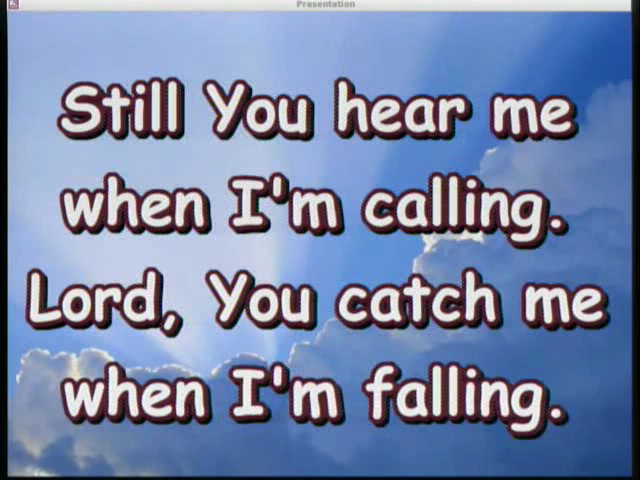 Presentation
Still You hear me
when I'm calling.
Lord, You catch me
when I'm falling.